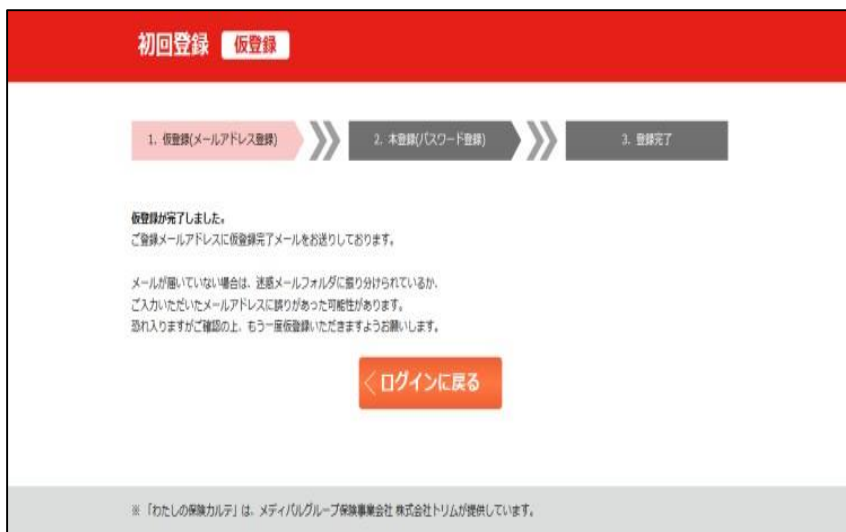 初回登録 仮登録
1. 仮登録(メールアドレス登録) 2. 本登録(パスワード登録) 3. 登録完了
仮登録が完了しました。
ご登録メールアドレスに仮登録完了メールをお送りしております。
メールが届いていない場合は、迷惑メールフォルダに振り分けられているか、
ご入力いただいたメールアドレスに誤りがあった可能性があります。
恐れ入りますがご確認の上、もう一度仮登録いただきますようお願いします。
ログインに戻る
※ 「わたしの保険カルテ」は、メディパルグループ保険事業会社 株式会社トリムが提供しています。